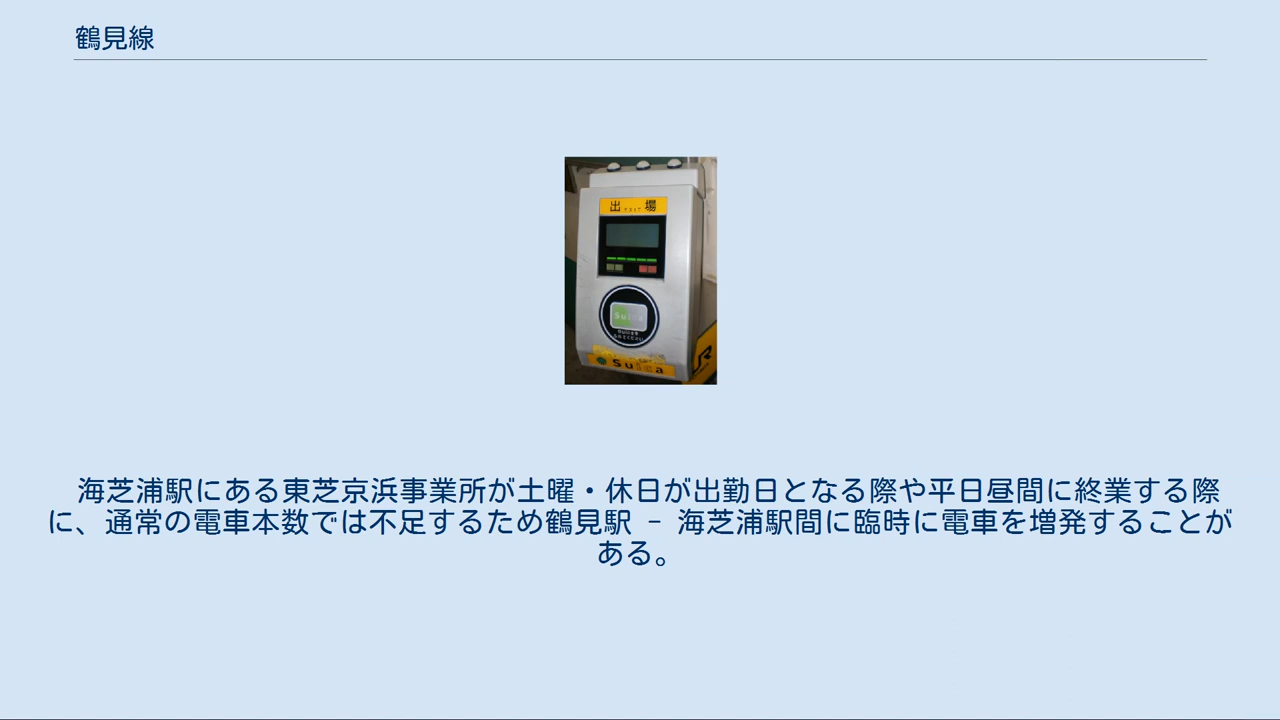 鶴見線
出 場
Suica
Suica
JR
海芝浦駅にある東芝京浜事業所が土曜・休日が出勤日となる際や平日昼間に終業する際
に、通常の電車本数では不足するため鶴見駅 - 海芝浦駅間に臨時に電車を増発することが
ある。